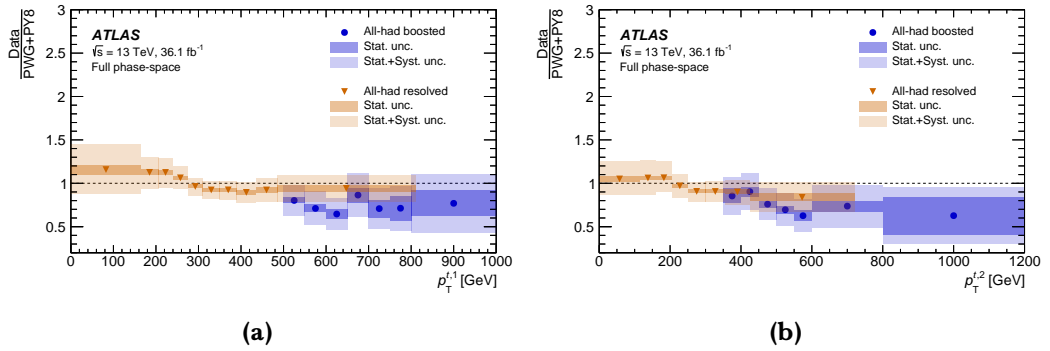 Data
PWG+PY8
3
2.5
2
1.5
1
0.5
ATLAS
√s = 13 TeV, 36.1 fb⁻¹
Full phase-space
All-had boosted
Stat. unc.
Stat.+Syst. unc.
All-had resolved
Stat. unc.
Stat.+Syst. unc.
0 100 200 300 400 500 600 700 800 900 1000
p_T^{t,1} [GeV]
(a)
Data
PWG+PY8
3
2.5
2
1.5
1
0.5
ATLAS
√s = 13 TeV, 36.1 fb⁻¹
Full phase-space
All-had boosted
Stat. unc.
Stat.+Syst. unc.
All-had resolved
Stat. unc.
Stat.+Syst. unc.
0 200 400 600 800 1000 1200
p_T^{t,2} [GeV]
(b)